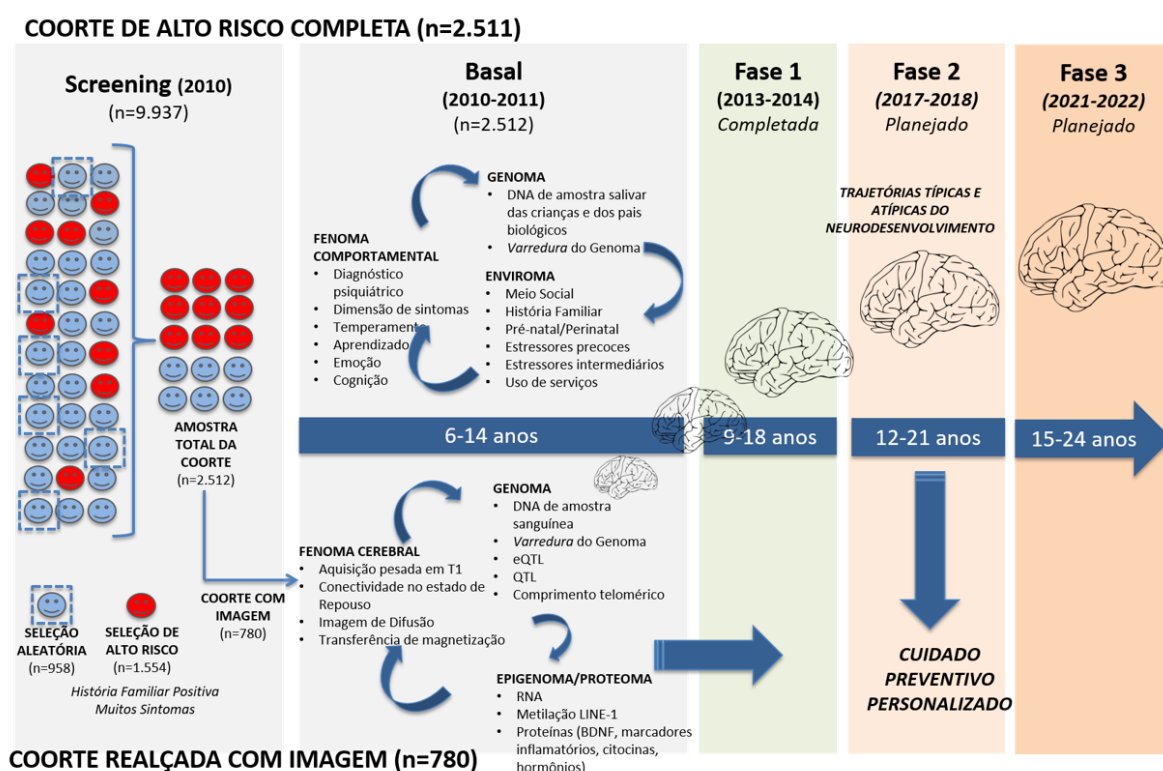 COORTE DE ALTO RISCO COMPLETA (n=2.511)
Screening (2010)
(n=9.937)
AMOSTRA
TOTAL DA
COORTE
(n=2.512)
SELEÇÃO
ALEATÓRIA
(n=958)
SELEÇÃO DE
ALTO RISCO
(n=1.554)
História Familiar Positiva
Muitos Sintomas
COORTE COM
IMAGEM
(n=780)
Basal
(2010-2011)
(n=2.512)
FENOMA
COMPORTAMENTAL
• Diagnóstico
psiquiátrico
• Dimensão de sintomas
• Temperamento
• Aprendizado
• Emoção
• Cognição
GENOMA
• DNA de amostra salivar
das crianças e dos pais
biológicos
• Varredura do Genoma
ENVIROMA
• Meio Social
• História Familiar
• Pré-natal/Perinatal
• Estressores precoces
• Estressores intermediários
• Uso de serviços
6-14 anos
FENOMA CEREBRAL
• Aquisição pesada em T1
• Conectividade no estado de
Repouso
• Imagem de Difusão
• Transferência de magnetização
GENOMA
• DNA de amostra
sanguínea
• Varredura do Genoma
• eQTL
• QTL
• Comprimento telomérico
EPIGENOMA/PROTEOMA
• RNA
• Metilação LINE-1
• Proteínas (BDNF, marcadores
inflamatórios, citocinas,
hormônios)
Fase 1
(2013-2014)
Completada
9-18 anos
Fase 2
(2017-2018)
Planejado
TRAJETÓRIAS TÍPICAS E
ATÍPICAS DO
NEURODESENVOLVIMENTO
12-21 anos
CUIDADO
PREVENTIVO
PERSONALIZADO
Fase 3
(2021-2022)
Planejado
15-24 anos
COORTE REALÇADA COM IMAGEM (n=780)